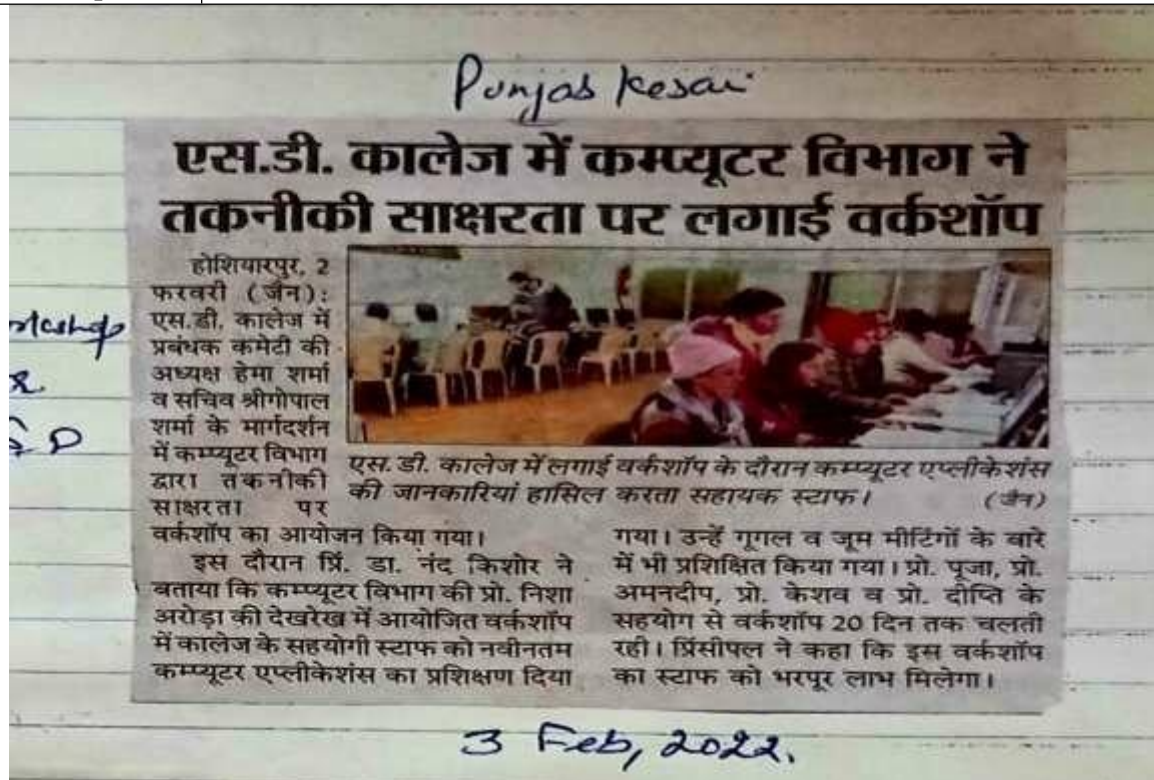 Punjab Kesari
एस.डी. कालेज में कम्प्यूटर विभाग ने
तकनीकी साक्षरता पर लगाई वर्कशॉप
होशियारपुर, 2
फरवरी (जैन):
एस.डी. कालेज में
प्रबंधक कमेटी की
अध्यक्ष हेमा शर्मा
व सचिव श्रीगोपाल
शर्मा के मार्गदर्शन
में कम्प्यूटर विभाग
द्वारा तकनीकी
साक्षरता पर
वर्कशॉप का आयोजन किया गया।
इस दौरान प्रिं. डा. नंद किशोर ने
बताया कि कम्प्यूटर विभाग की प्रो. निशा
अरोड़ा की देखरेख में आयोजित वर्कशॉप
में कालेज के सहयोगी स्टाफ को नवीनतम
कम्प्यूटर एप्लीकेशंस का प्रशिक्षण दिया
एस. डी. कालेज में लगाई वर्कशॉप के दौरान कम्प्यूटर एप्लीकेशंस
की जानकारियां हासिल करता सहायक स्टाफ। (जैन)
गया। उन्हें गूगल व जूम मीटिंगों के बारे
में भी प्रशिक्षित किया गया। प्रो. पूजा, प्रो.
अमनदीप, प्रो. केशव व प्रो. दीप्ति के
सहयोग से वर्कशॉप 20 दिन तक चलती
रही। प्रिंसीपल ने कहा कि इस वर्कशॉप
का स्टाफ को भरपूर लाभ मिलेगा।
3 Feb, 2022.